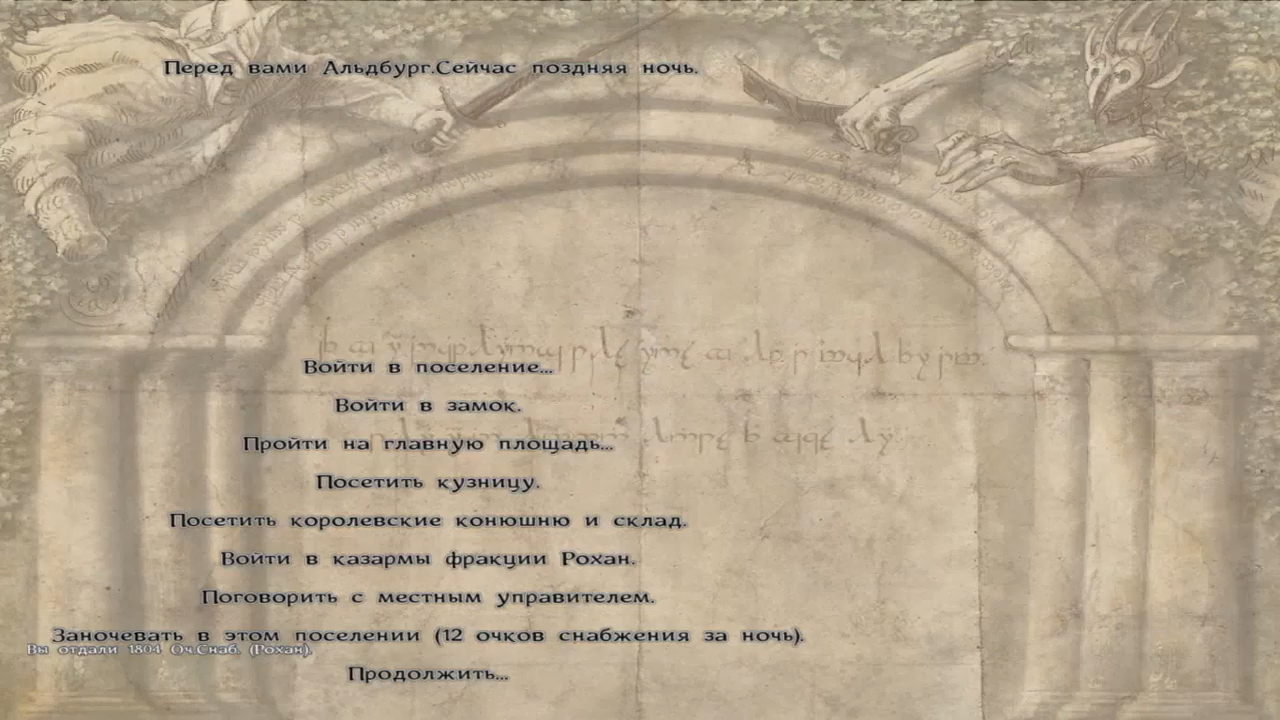 Перед вами Альдбург.Сейчас поздняя ночь.
Войти в поселение...
Войти в замок.
Пройти на главную площадь...
Посетить кузницу.
Посетить королевские конюшню и склад.
Войти в казармы фракции Рохан.
Поговорить с местным управителем.
Заночевать в этом поселении (12 очков снабжения за ночь).
Вы отдали 1804 Оч.Снаб. (Рохан).
Продолжить...